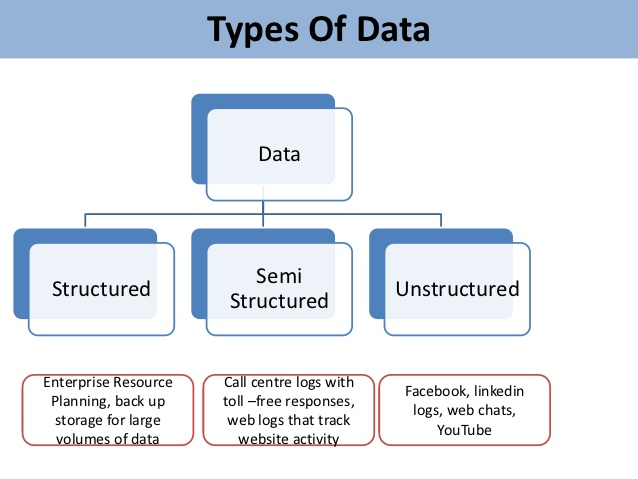 Types Of Data
Data
Structured
Semi
Structured
Unstructured
Enterprise Resource
Planning, back up
storage for large
volumes of data
Call centre logs with
toll –free responses,
web logs that track
website activity
Facebook, linkedin
logs, web chats,
YouTube